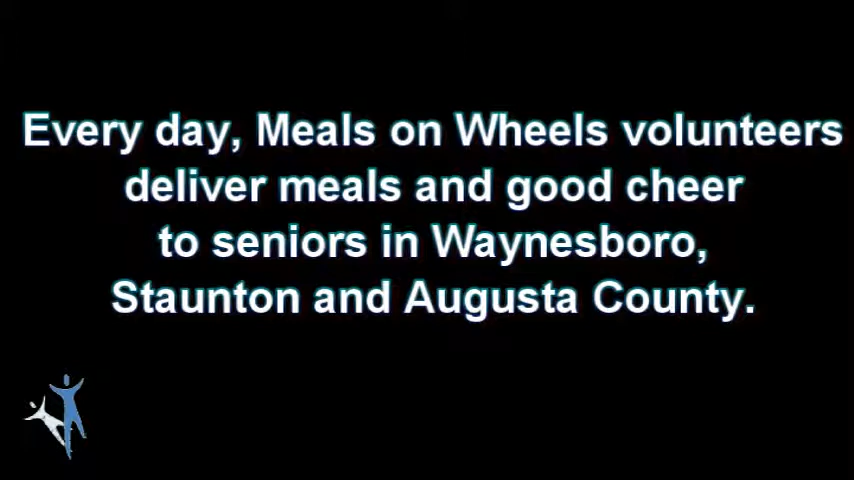 Every day, Meals on Wheels volunteers
deliver meals and good cheer
to seniors in Waynesboro,
Staunton and Augusta County.